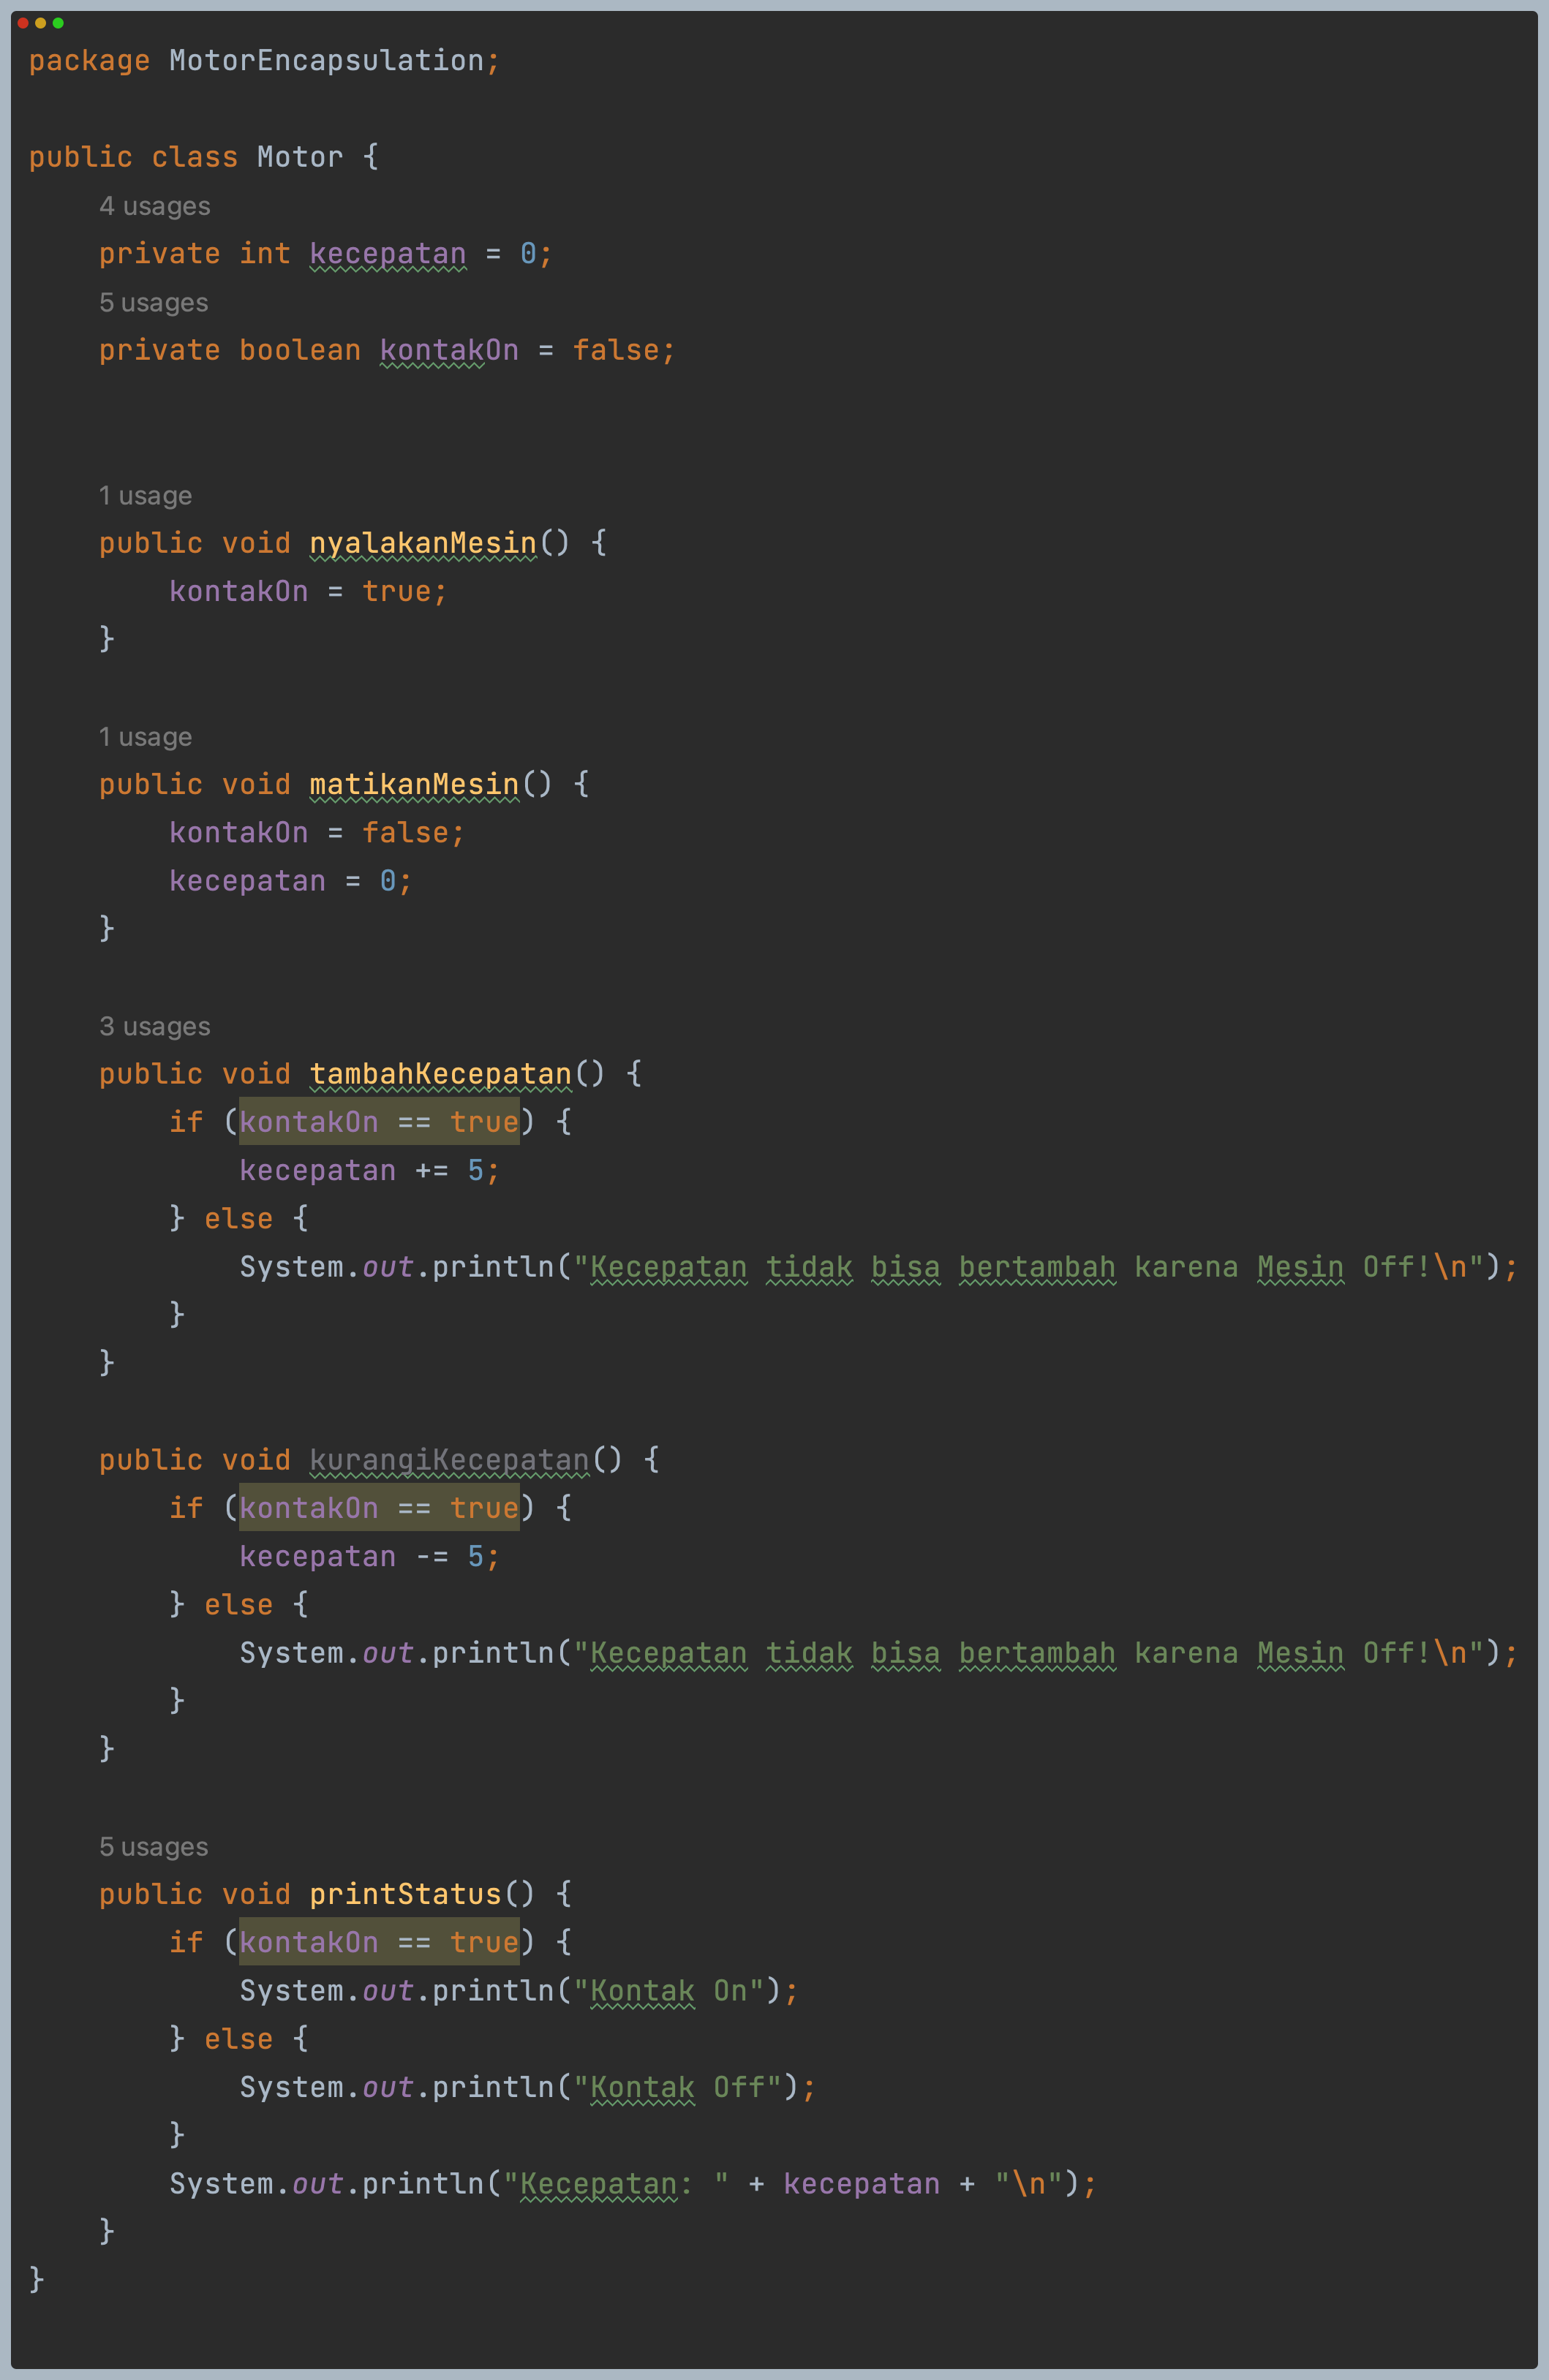 package MotorEncapsulation;
public class Motor {
4 usages
private int kecepatan = 0;
5 usages
private boolean kontakOn = false;
1 usage
public void nyalakanMesin() {
kontakOn = true;
}
1 usage
public void matikanMesin() {
kontakOn = false;
kecepatan = 0;
}
3 usages
public void tambahKecepatan() {
if (kontakOn == true) {
kecepatan += 5;
} else {
System.out.println("Kecepatan tidak bisa bertambah karena Mesin Off!\n");
}
}
public void kurangiKecepatan() {
if (kontakOn == true) {
kecepatan -= 5;
} else {
System.out.println("Kecepatan tidak bisa bertambah karena Mesin Off!\n");
}
}
5 usages
public void printStatus() {
if (kontakOn == true) {
System.out.println("Kontak On");
} else {
System.out.println("Kontak Off");
}
System.out.println("Kecepatan: " + kecepatan + "\n");
}
}